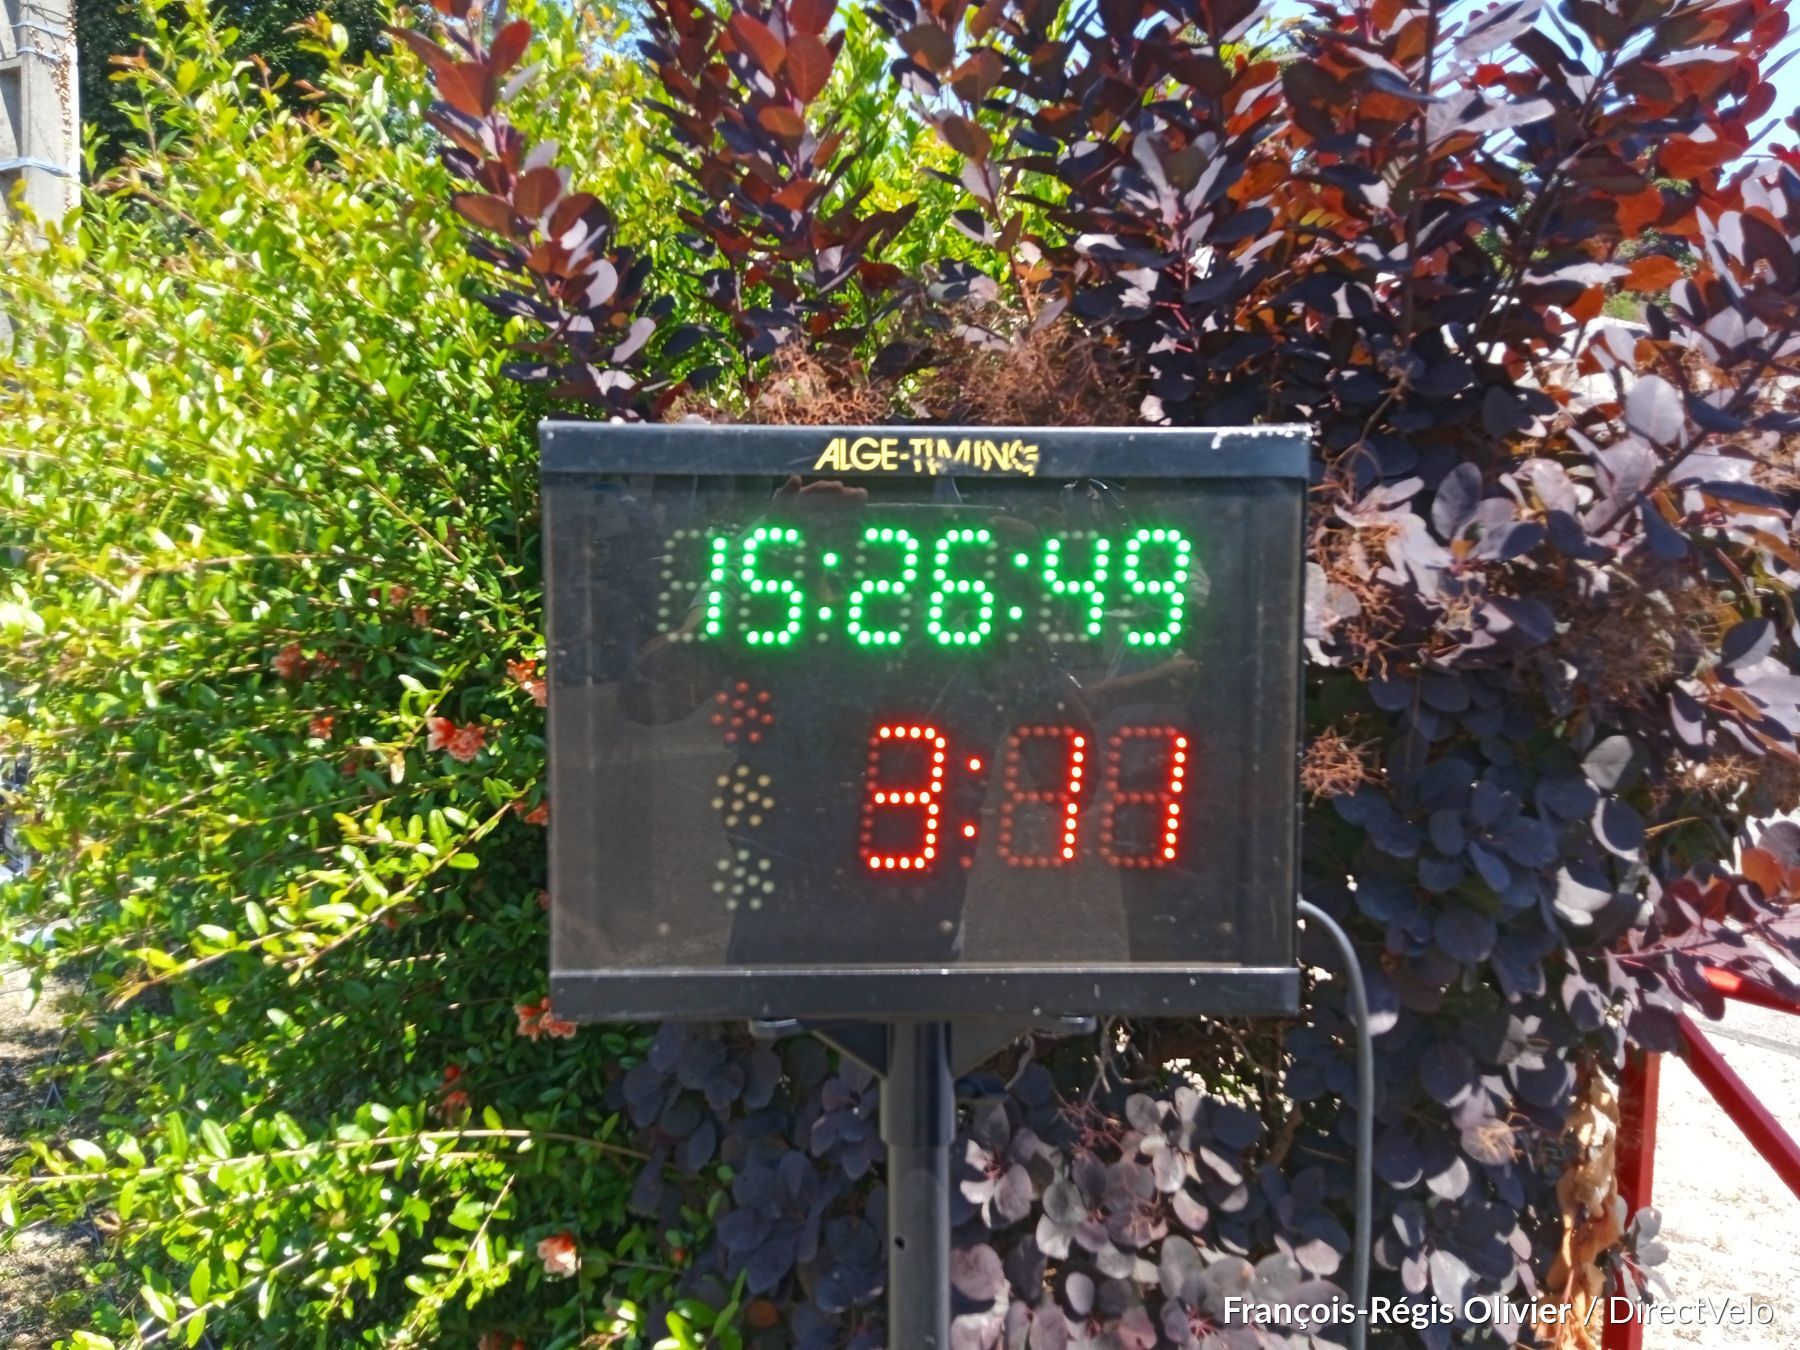 ALGE-TIMING
15:26:49
3:11
François-Régis Olivier / DirectVelo